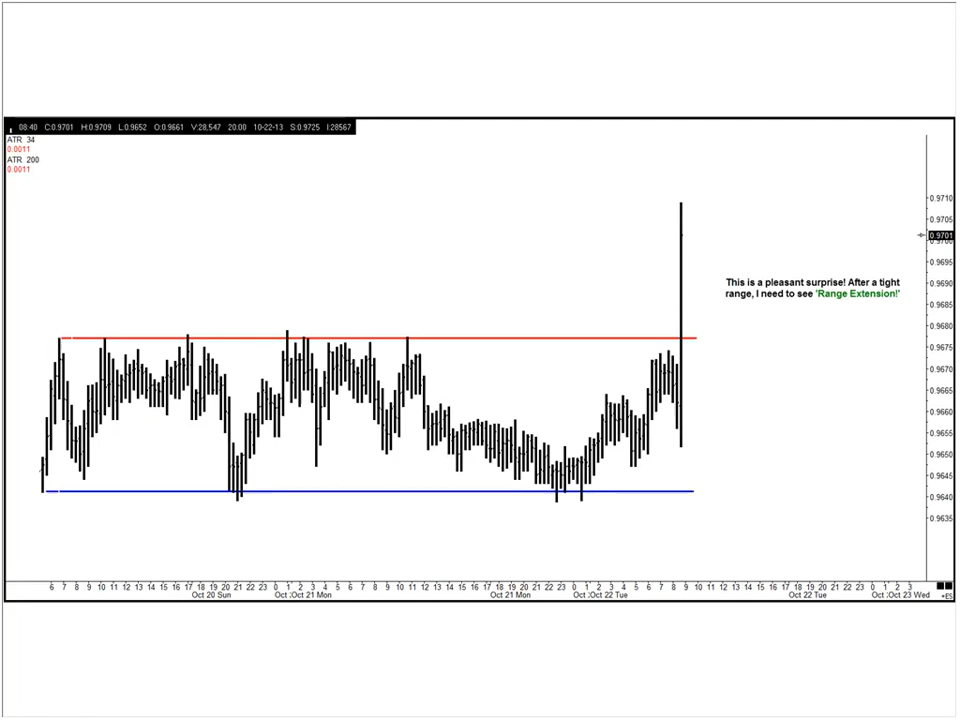 08:40 C:0.9701 H:0.9709 L:0.9652 O:0.9661 V:28,547 20.00 10-22-13 S:0.9725 I:28567
ATR 34
0.0011
ATR 200
0.0011
0.9710
0.9705
0.9701
0.9700
0.9695
0.9690
This is a pleasant surprise! After a tight
range, I need to see 'Range Extension!'
0.9685
0.9680
0.9675
0.9670
0.9665
0.9660
0.9655
0.9650
0.9645
0.9640
0.9635
6 7 8 9 10 11 12 13 14 15 16 17 18 19 20 21 22 23 0 1 2 3 4 5 6 7 8 9 10 11 12 13 14 15 16 17 18 19 20 21 22 23 0 1 2 3 4 5 6 7 8 9 10 11 12 13 14 15 16 17 18 19 20 21 22 23 0 1 2 3
Oct 20 Sun Oct :Oct 21 Mon Oct 21 Mon Oct :Oct 22 Tue Oct 22 Tue Oct :Oct 23 Wed